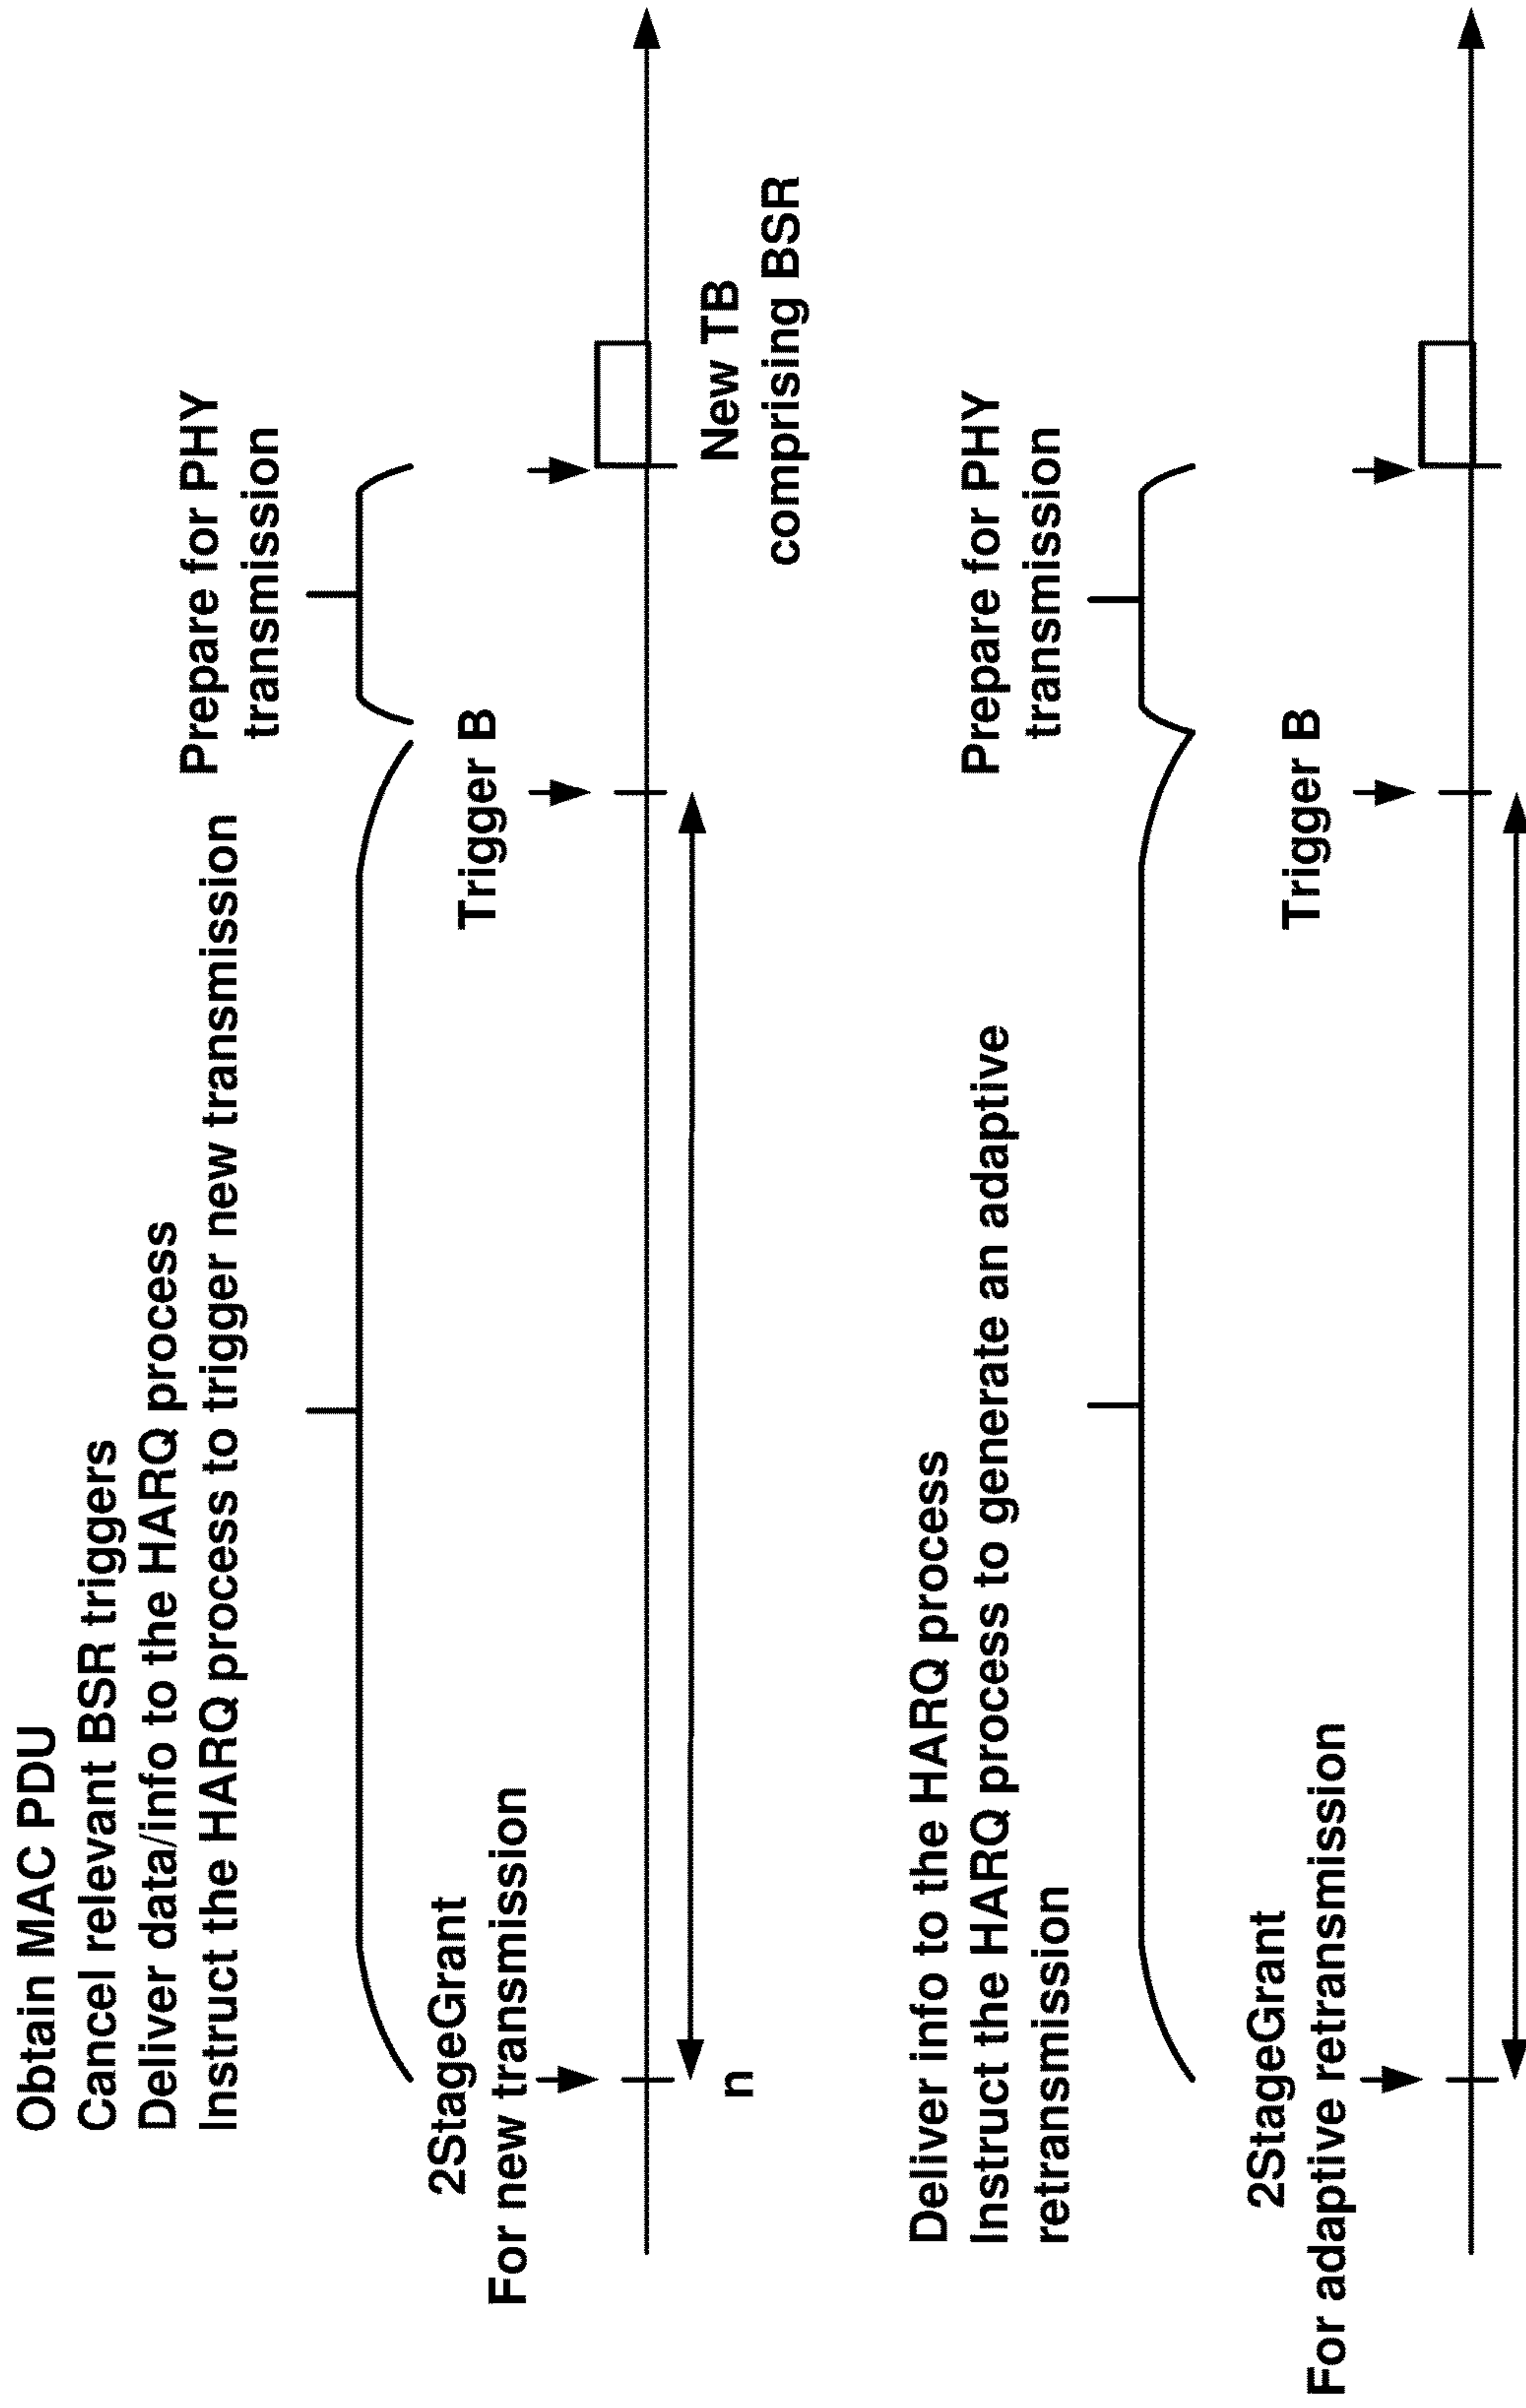 Obtain MAC PDU
Cancel relevant BSR triggers
Deliver data/info to the HARQ process
Instruct the HARQ process to trigger new transmission
Prepare for PHY
transmission
2StageGrant
For new transmission
Trigger B
n
New TB
comprising BSR
Deliver info to the HARQ process
Instruct the HARQ process to generate an adaptive
retransmission
Prepare for PHY
transmission
2StageGrant
For adaptive retransmission
Trigger B